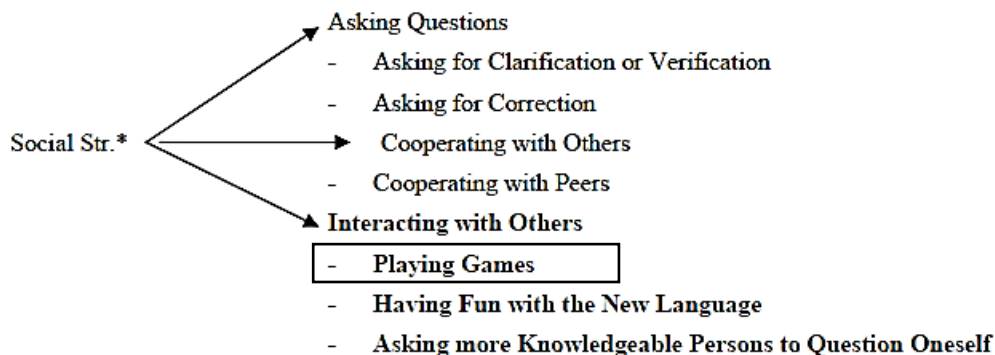 Asking Questions
- Asking for Clarification or Verification
- Asking for Correction
Social Str.* Cooperating with Others
- Cooperating with Peers
Interacting with Others
- Playing Games
- Having Fun with the New Language
- Asking more Knowledgeable Persons to Question Oneself